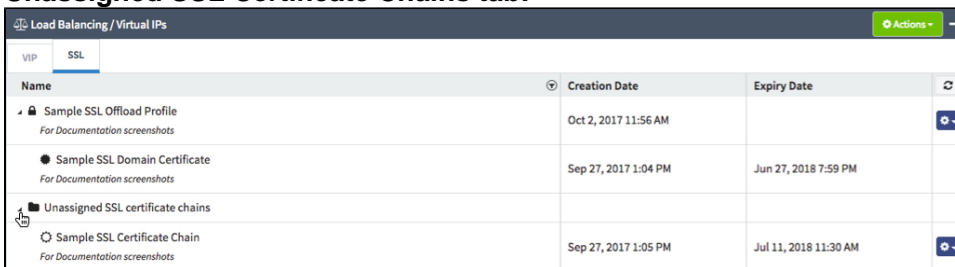 Unassigned SSL Certificate Chains tab.
Load Balancing / Virtual IPs
Actions
VIP SSL
Name Creation Date Expiry Date
Sample SSL Offload Profile
For Documentation screenshots
Oct 2, 2017 11:56 AM
Sample SSL Domain Certificate
For Documentation screenshots
Sep 27, 2017 1:04 PM Jun 27, 2018 7:59 PM
Unassigned SSL certificate chains
Sample SSL Certificate Chain
For Documentation screenshots
Sep 27, 2017 1:05 PM Jul 11, 2018 11:30 AM